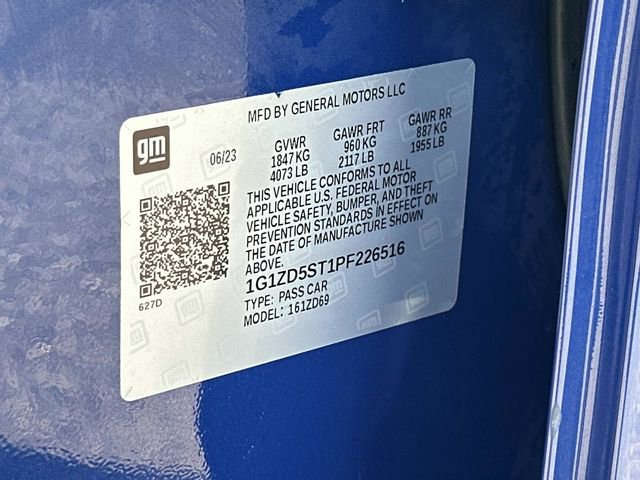 MFD BY GENERAL MOTORS LLC
gm
06/23
GVWR GAWR FRT GAWR RR
1847 KG 960 KG 887 KG
4073 LB 2117 LB 1955 LB
THIS VEHICLE CONFORMS TO ALL
APPLICABLE U.S. FEDERAL MOTOR
VEHICLE SAFETY, BUMPER, AND THEFT
PREVENTION STANDARDS IN EFFECT ON
THE DATE OF MANUFACTURE SHOWN
ABOVE.
1G1ZD5ST1PF226516
TYPE: PASS CAR
MODEL: 161ZD69
627D